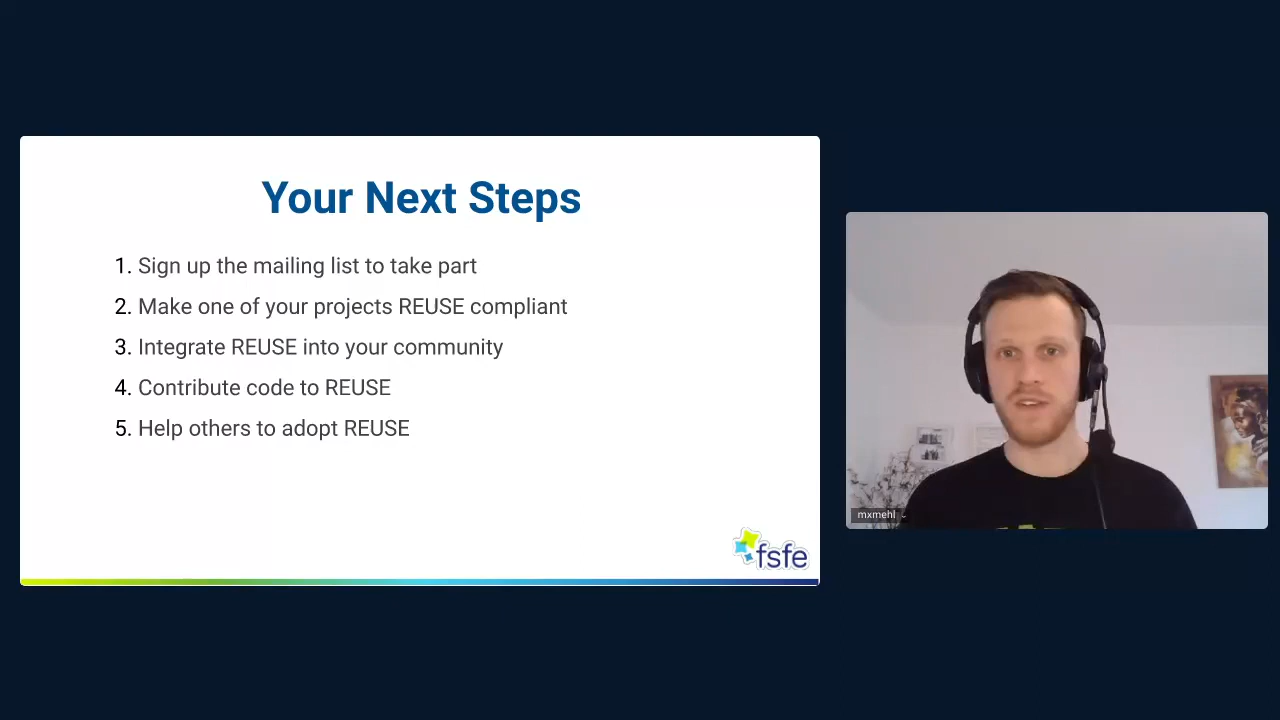 Your Next Steps
1. Sign up the mailing list to take part
2. Make one of your projects REUSE compliant
3. Integrate REUSE into your community
4. Contribute code to REUSE
5. Help others to adopt REUSE
fsfe
mxmehl